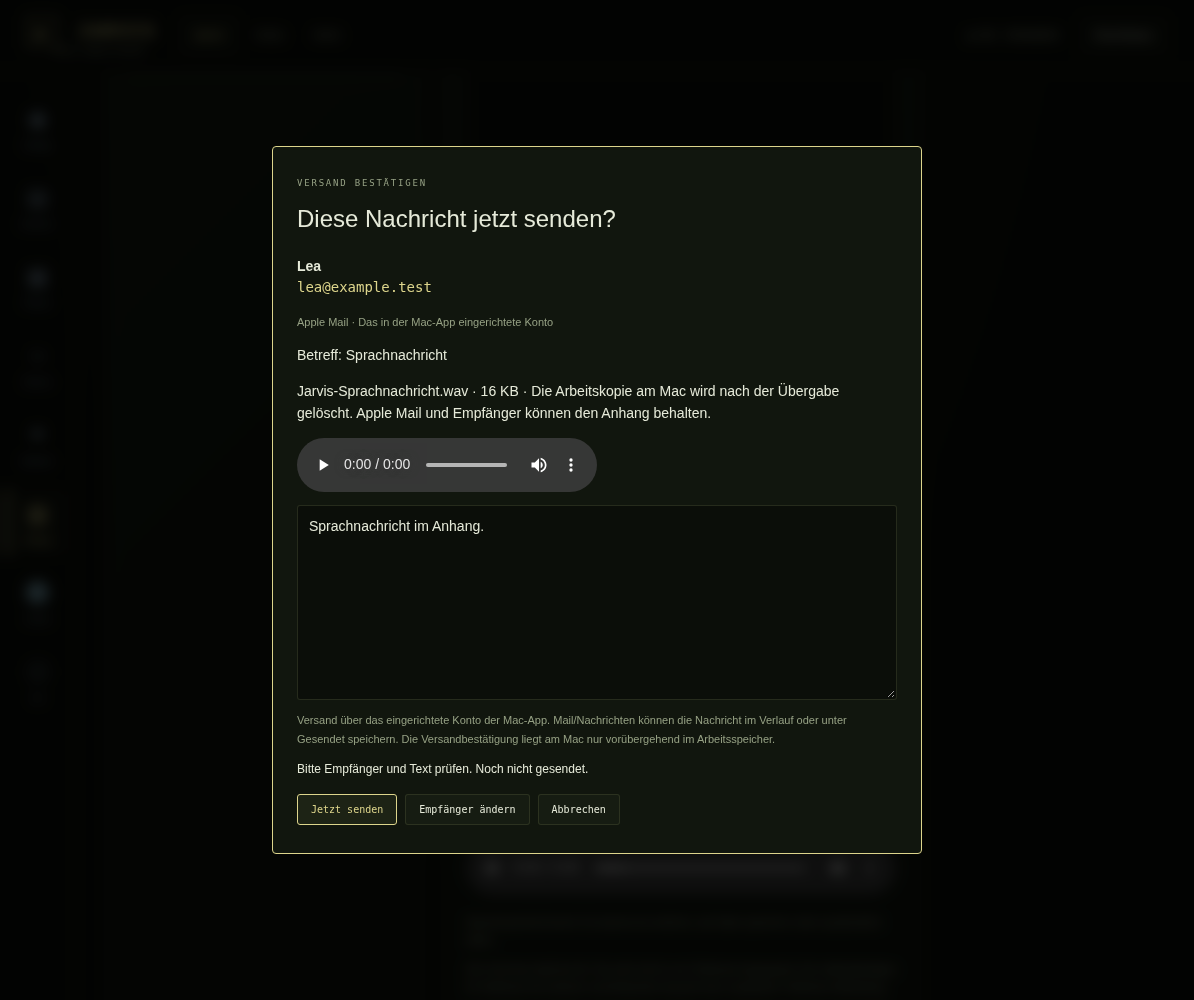 VERSAND BESTÄTIGEN
Diese Nachricht jetzt senden?
Lea
lea@example.test
Apple Mail · Das in der Mac-App eingerichtete Konto
Betreff: Sprachnachricht
Jarvis-Sprachnachricht.wav · 16 KB · Die Arbeitskopie am Mac wird nach der Übergabe
gelöscht. Apple Mail und Empfänger können den Anhang behalten.
0:00 / 0:00
Sprachnachricht im Anhang.
Versand über das eingerichtete Konto der Mac-App. Mail/Nachrichten können die Nachricht im Verlauf oder unter
Gesendet speichern. Die Versandbestätigung liegt am Mac nur vorübergehend im Arbeitsspeicher.
Bitte Empfänger und Text prüfen. Noch nicht gesendet.
Jetzt senden Empfänger ändern Abbrechen